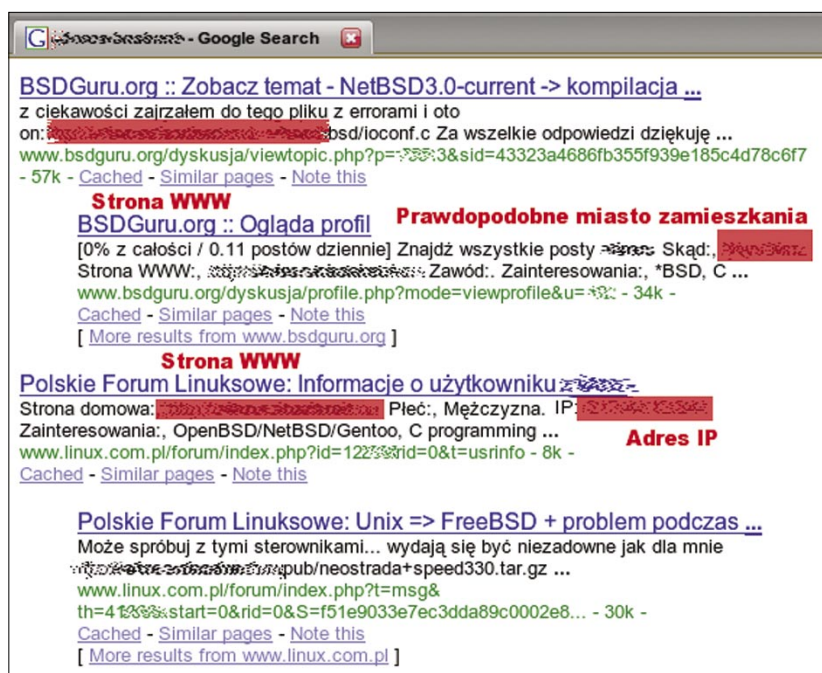 - Google Search
BSDGuru.org :: Zobacz temat - NetBSD3.0-current -> kompilacja ...
z ciekawości zajrzałem do tego pliku z errorami i oto
on: bsd/ioconf.c Za wszelkie odpowiedzi dziękuję ...
www.bsdguru.org/dyskusja/viewtopic.php?p= 3&sid=43323a4686fb355f939e185c4d78c6f7
- 57k - Cached - Similar pages - Note this
Strona WWW
BSDGuru.org :: Ogląda profil
Prawdopodobne miasto zamieszkania
[0% z całości / 0.11 postów dziennie] Znajdź wszystkie posty Skąd:,
Strona WWW:, Zawód:. Zainteresowania:, *BSD, C ...
www.bsdguru.org/dyskusja/profile.php?mode=viewprofile&u= - 34k -
Cached - Similar pages - Note this
[ More results from www.bsdguru.org ]
Strona WWW
Polskie Forum Linuksowe: Informacje o użytkowniku
Strona domowa: Płeć:, Mężczyzna. IP:
Zainteresowania:, OpenBSD/NetBSD/Gentoo, C programming ...
Adres IP
www.linux.com.pl/forum/index.php?id=12 rid=0&t=usrinfo - 8k -
Cached - Similar pages - Note this
Polskie Forum Linuksowe: Unix => FreeBSD + problem podczas ...
Może spróbuj z tymi sterownikami... wydają się być niezadowne jak dla mnie
pub/neostrada+speed330.tar.gz ...
www.linux.com.pl/forum/index.php?t=msg&
th=41 start=0&rid=0&S=f51e9033e7ec3dda89c0002e8... - 30k -
Cached - Similar pages - Note this
[ More results from www.linux.com.pl ]